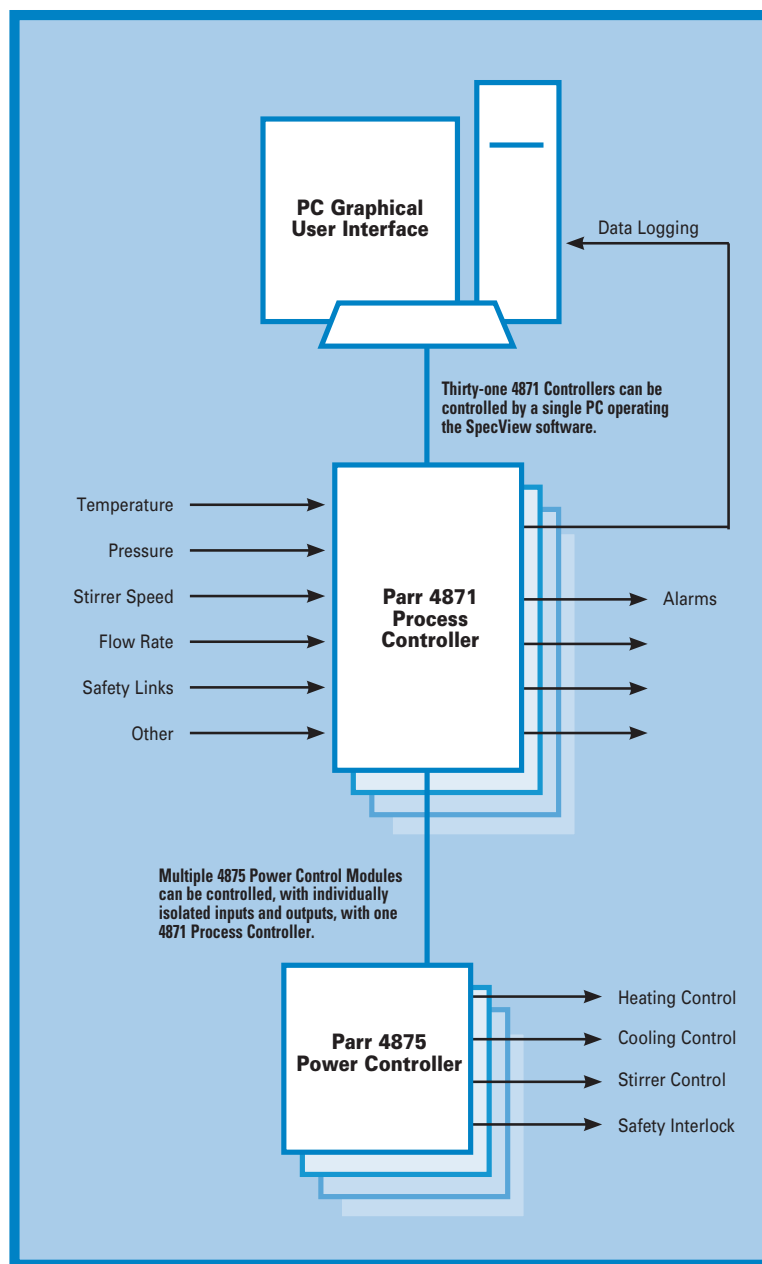 PC Graphical
User Interface
Data Logging
Thirty-one 4871 Controllers can be
controlled by a single PC operating
the SpecView software.
Temperature
Pressure
Stirrer Speed
Flow Rate
Safety Links
Other
Parr 4871
Process
Controller
Alarms
Multiple 4875 Power Control Modules
can be controlled, with individually
isolated inputs and outputs, with one
4871 Process Controller.
Parr 4875
Power Controller
Heating Control
Cooling Control
Stirrer Control
Safety Interlock